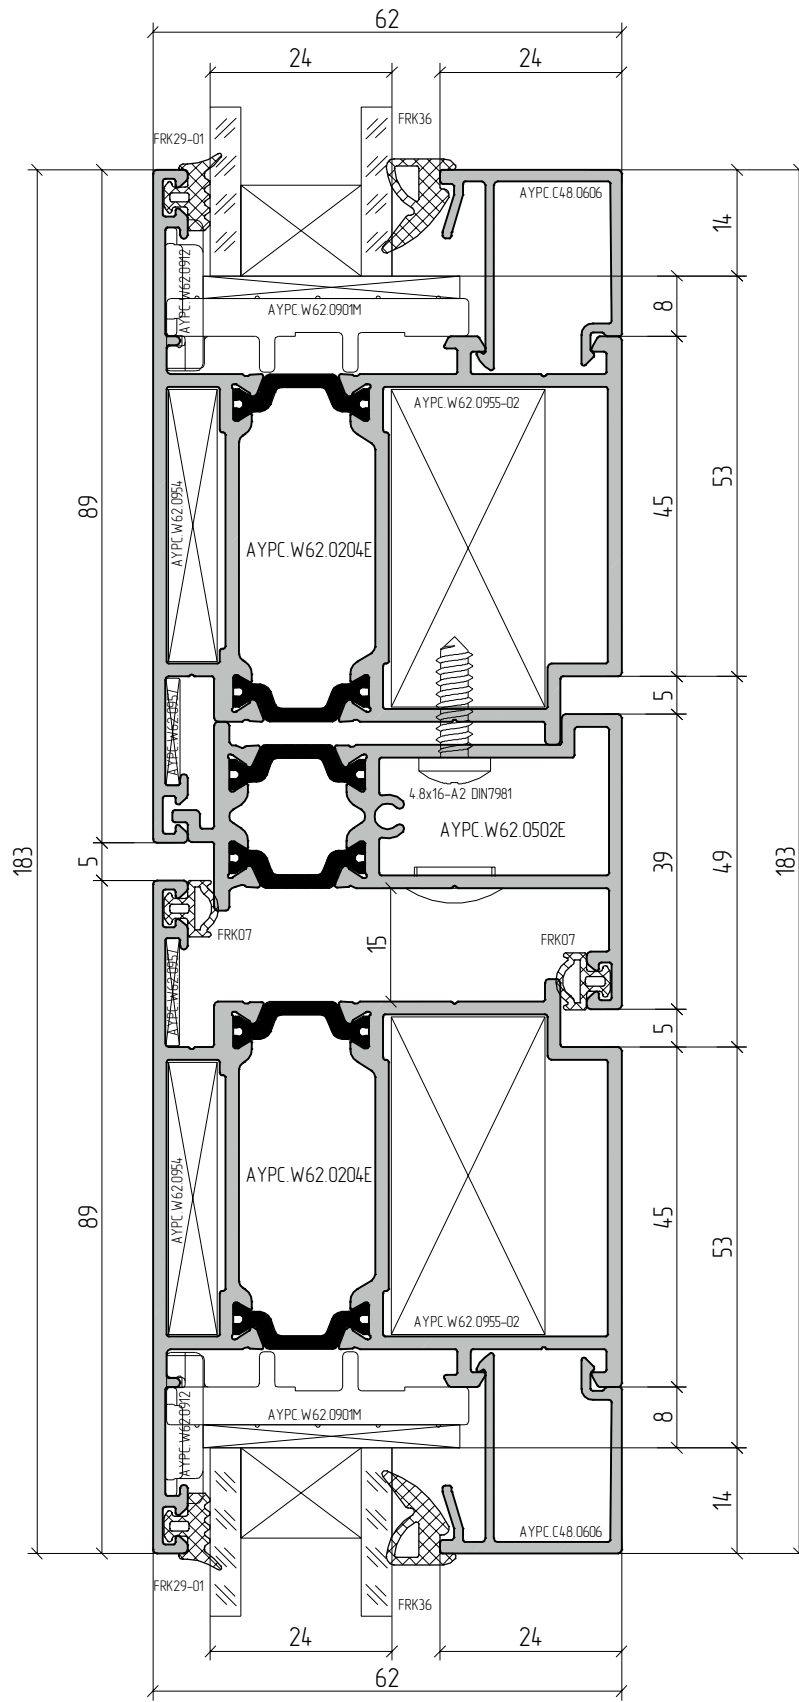 62
24
24
FRK36
FRK29-01
AYPC.C48.0606
14
AYPC.W62.0912
8
AYPC.W62.0901M
AYPC.W62.0955-02
53
89
45
AYPC.W62.0954
AYPC.W62.0204E
5
AYPC.W62.0957
4.8x16-A2 DIN7981
AYPC.W62.0502E
183
5
39
49
183
FRK07
15
FRK07
AYPC.W62.0957
5
AYPC.W62.0204E
AYPC.W62.0954
89
45
53
AYPC.W62.0955-02
AYPC.W62.0912
AYPC.W62.0901M
8
14
AYPC.C48.0606
FRK29-01
FRK36
24
24
62